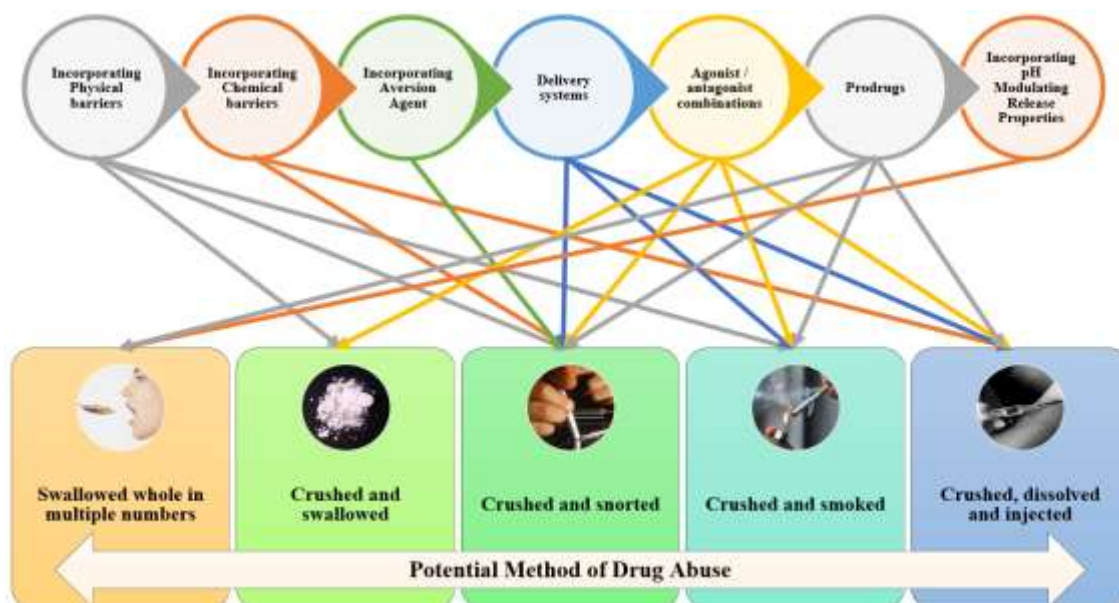 Incorporating
Physical
barriers
Incorporating
Chemical
barriers
Incorporating
Aversion
Agent
Delivery
systems
Agonist /
antagonist
combinations
Prodrugs
Incorporating
pH
Modulating
Release
Properties
Swallowed whole in
multiple numbers
Crushed and
swallowed
Crushed and snorted
Crushed and smoked
Crushed, dissolved
and injected
Potential Method of Drug Abuse